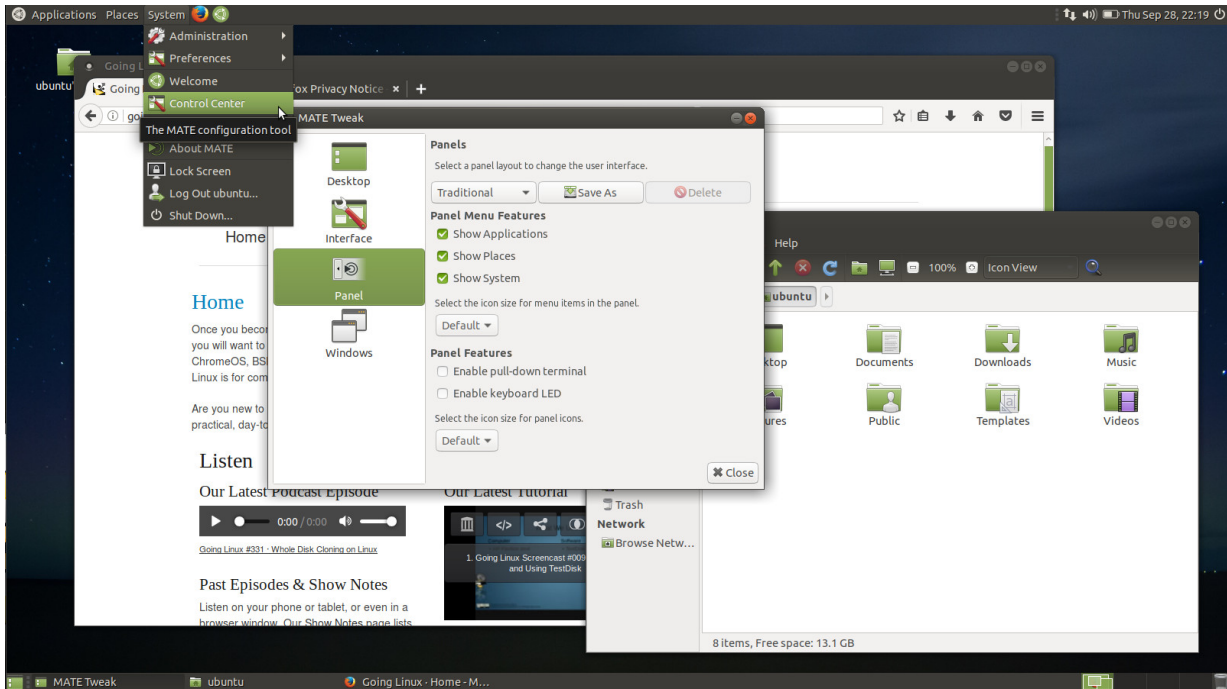 Applications Places System
Thu Sep 28, 22:19
Administration
Preferences
Welcome
Control Center
The MATE configuration tool
About MATE
Lock Screen
Log Out ubuntu...
Shut Down...
ubuntu'
Going L
Going
ox Privacy Notice
goi
MATE Tweak
Desktop
Interface
Panel
Windows
Panels
Select a panel layout to change the user interface.
Traditional
Save As
Delete
Panel Menu Features
Show Applications
Show Places
Show System
Select the icon size for menu items in the panel.
Default
Panel Features
Enable pull-down terminal
Enable keyboard LED
Select the icon size for panel icons.
Default
Close
Home
Home
Once you becor
you will want to
ChromeOS, BS
Linux is for com
Are you new to
practical, day-to
Listen
Our Latest Podcast Episode
0:00 / 0:00
Going Linux #331 · Whole Disk Cloning on Linux
Past Episodes & Show Notes
Listen on your phone or tablet, or even in a
browser window. Our Show Notes page lists
Our Latest Tutorial
1. Going Linux Screencast #009
and Using TestDisk
Help
100%
Icon View
ubuntu
ktop
Documents
Downloads
Music
ures
Public
Templates
Videos
Trash
Network
Browse Netw...
8 items, Free space: 13.1 GB
MATE Tweak
ubuntu
Going Linux · Home - M...